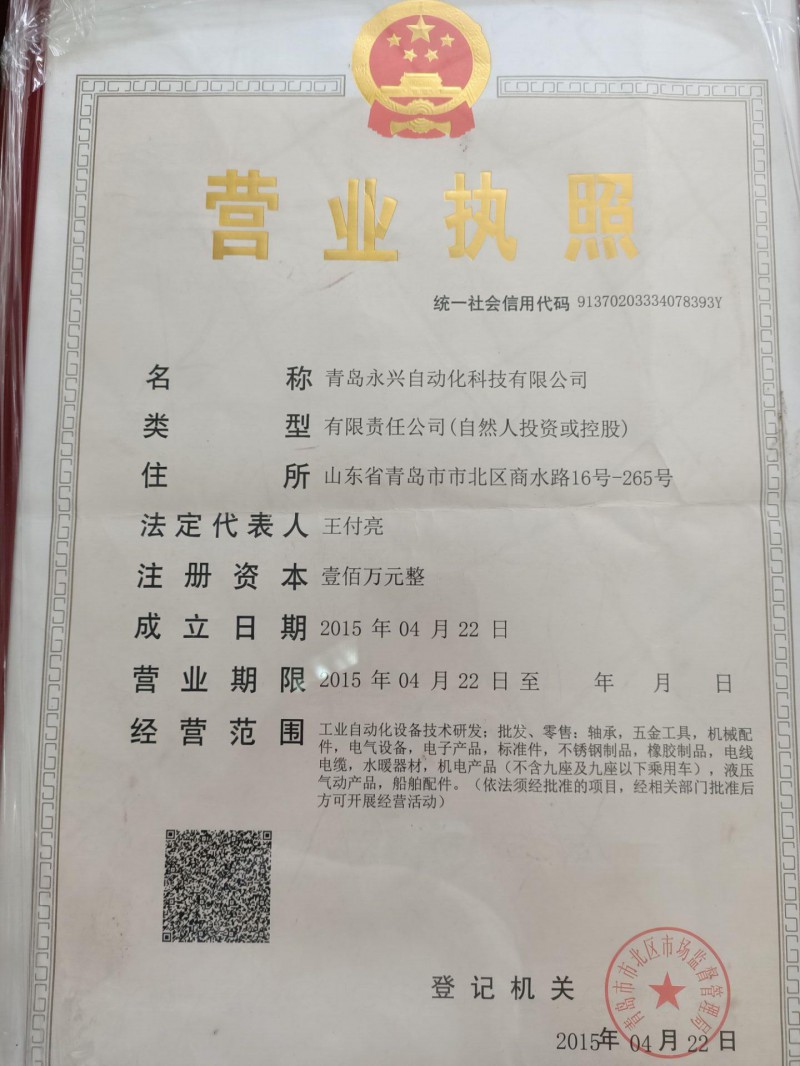 营业执照
统一社会信用代码 91370203334078393Y
名称 青岛永兴自动化科技有限公司
类型 有限责任公司(自然人投资或控股)
住所 山东省青岛市市北区商水路16号-265号
法定代表人 王付亮
注册资本 壹佰万元整
成立日期 2015 年 04 月 22 日
营业期限 2015 年 04 月 22 日 至 年 月 日
经营范围 工业自动化设备技术研发；批发、零售：轴承，五金工具，机械配
件，电气设备，电子产品，标准件，不锈钢制品，橡胶制品，电线
电缆，水暖器材，机电产品（不含九座及九座以下乘用车），液压
气动产品，船舶配件。（依法须经批准的项目，经相关部门批准后
方可开展经营活动）
登记机关
青岛市市北区市场监督管理局
2015年 04 月 22 日